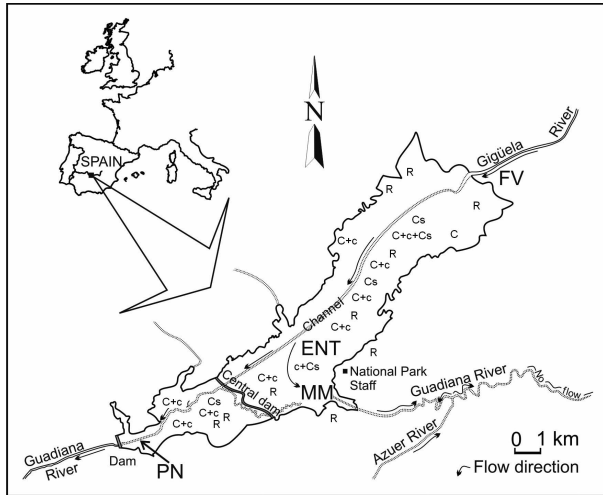 SPAIN
N
Gigüela
River
FV
R
R
R
R
Cs
C+c+Cs
C
C+c
C+c
R
Cs
C+c
R
C+c
Channel
ENT
R
c+Cs
National Park
Staff
Guadiana River
No flow
Central dam
C+c
R
MM
R
C+c
Cs
C+c
R
R
C+c
Azuer River
0 1 km
Flow direction
Guadiana
River
Dam
PN